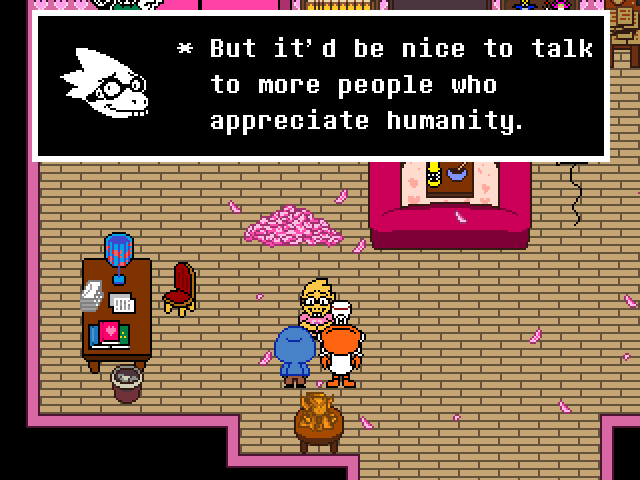 * But it'd be nice to talk
to more people who
appreciate humanity.